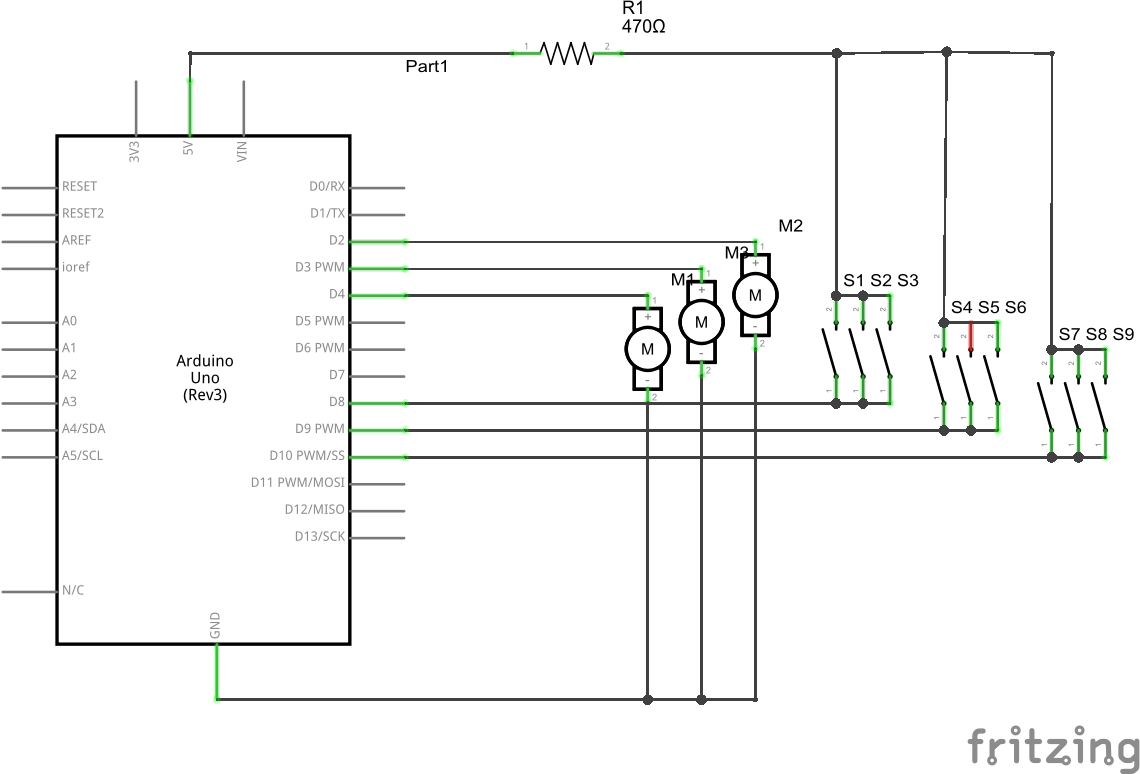 R1
470Ω
1
2
Part1
3V3
5V
VIN
RESET
RESET2
AREF
ioref
A0
A1
A2
A3
A4/SDA
A5/SCL
N/C
Arduino
Uno
(Rev3)
D0/RX
D1/TX
D2
D3 PWM
D4
D5 PWM
D6 PWM
D7
D8
D9 PWM
D10 PWM/SS
D11 PWM/MOSI
D12/MISO
D13/SCK
GND
M2
1
+
M
-
2
M3
1
+
M
-
2
M1
1
+
M
-
2
S1 S2 S3
2 2 2
1 1 1
S4 S5 S6
2 2 2
1 1 1
S7 S8 S9
2 2 2
1 1 1
fritzing